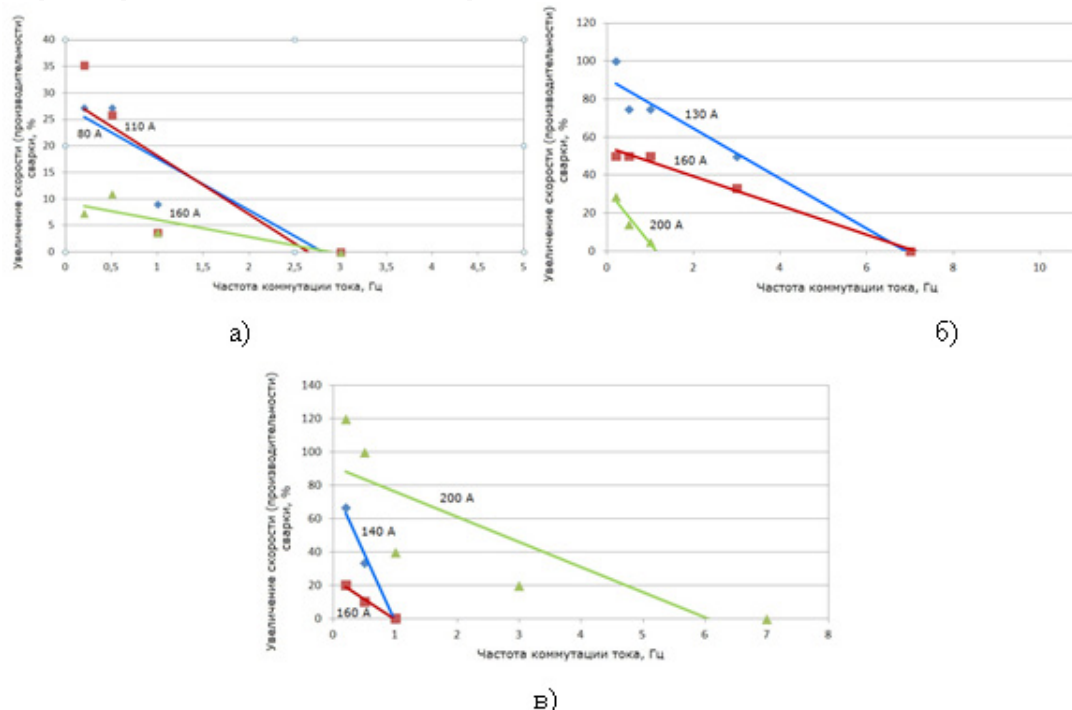 Увеличение скорости (производительности)
сварки, %
40
35
30
25
20
15
10
5
0
80 А
110 А
160 А
0 0,5 1 1,5 2 2,5 3 3,5 4 4,5 5
Частота коммутации тока, Гц
а)
Увеличение скорости (производительности)
сварки, %
120
100
80
60
40
20
0
130 А
160 А
200 А
0 2 4 6 8 10
Частота коммутации тока, Гц
б)
Увеличение скорости (производительности)
сварки, %
140
120
100
80
60
40
20
0
200 А
140 А
160 А
0 1 2 3 4 5 6 7 8
Частота коммутации тока, Гц
в)